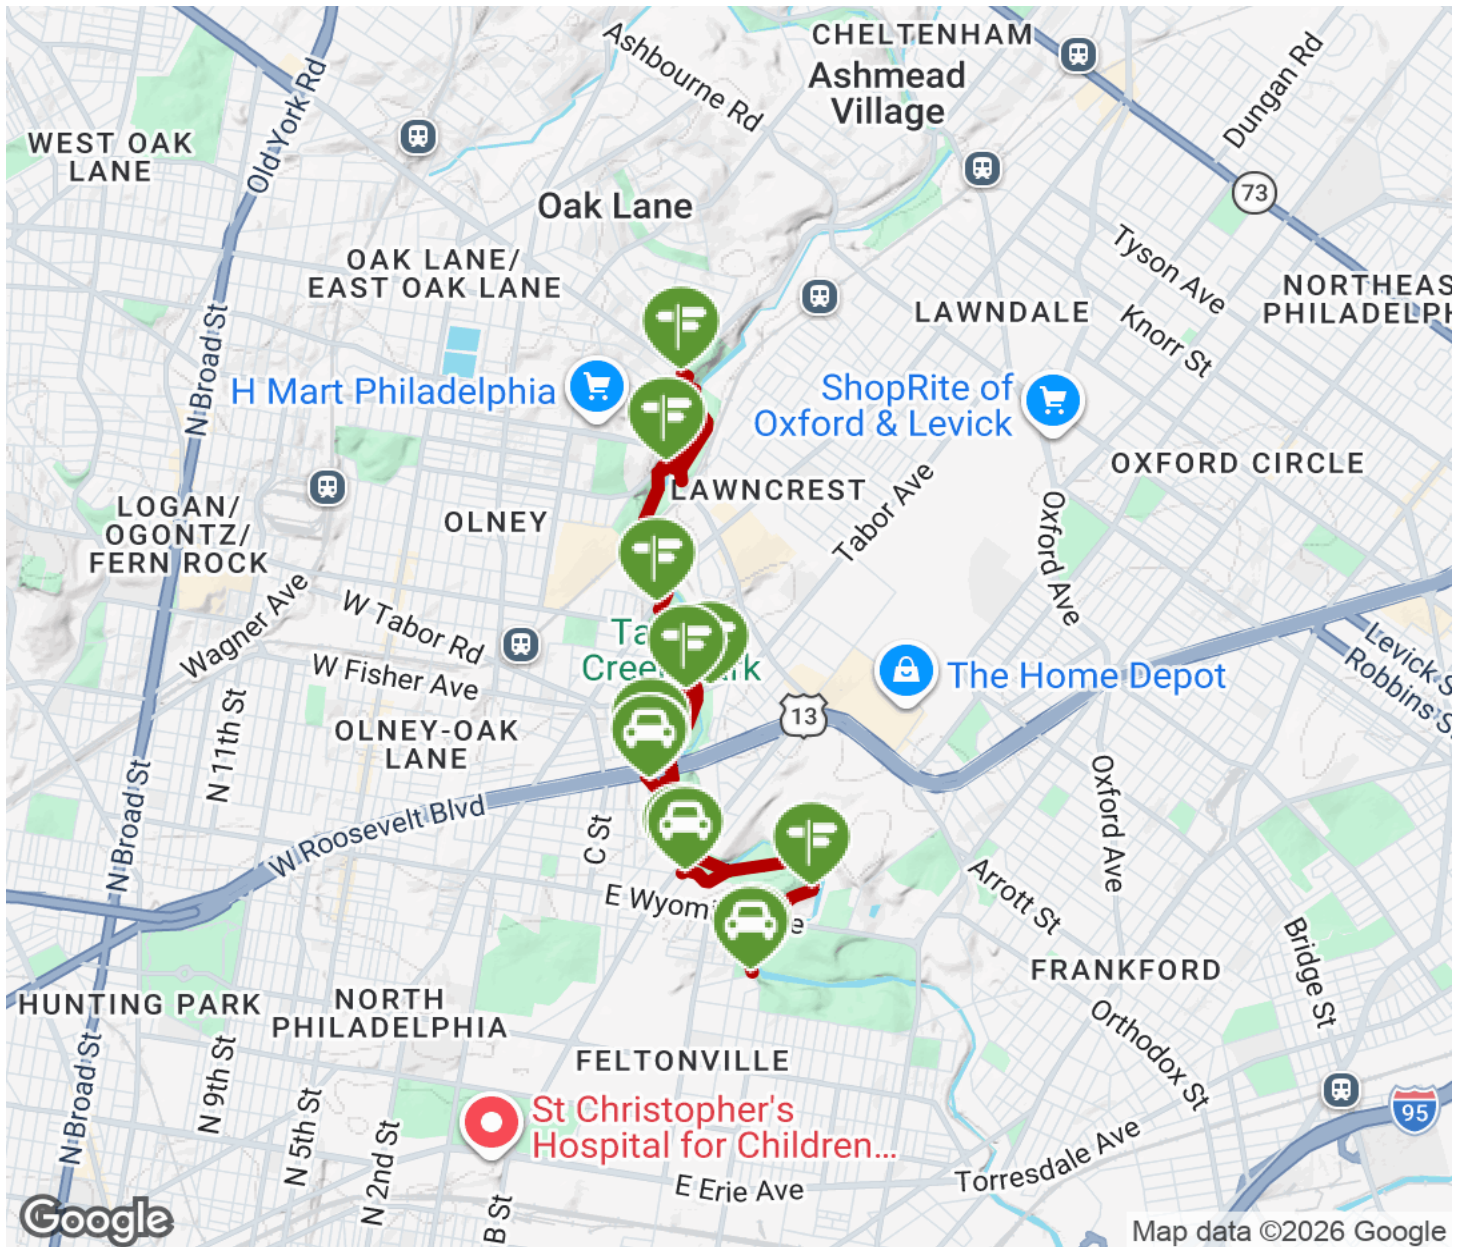 CHELTENHAM
Ashmead
Village
Ashbourne Rd
Dungan Rd
Old York Rd
WEST OAK
LANE
73
Oak Lane
OAK LANE/
EAST OAK LANE
Tyson Ave
NORTHEAS
PHILADELPH
LAWNDALE
Knorr St
N Broad St
H Mart Philadelphia
ShopRite of
Oxford & Levick
OXFORD CIRCLE
LAWNCREST
Tabor Ave
Oxford Ave
LOGAN/
OGONTZ/
FERN ROCK
OLNEY
Wagner Ave
W Tabor Rd
W Fisher Ave
Ta
Cree
rk
The Home Depot
Levick S
Robbins S
N 11th St
OLNEY-OAK
LANE
13
N Broad St
W Roosevelt Blvd
C St
Oxford Ave
E Wyomi
e
Arrott St
Bridge St
FRANKFORD
HUNTING PARK
NORTH
PHILADELPHIA
Orthodox St
FELTONVILLE
N Broad St
N 9th St
N 5th St
N 2nd St
St Christopher's
Hospital for Children...
95
Torresdale Ave
E Erie Ave
B St
Google
Map data ©2026 Google